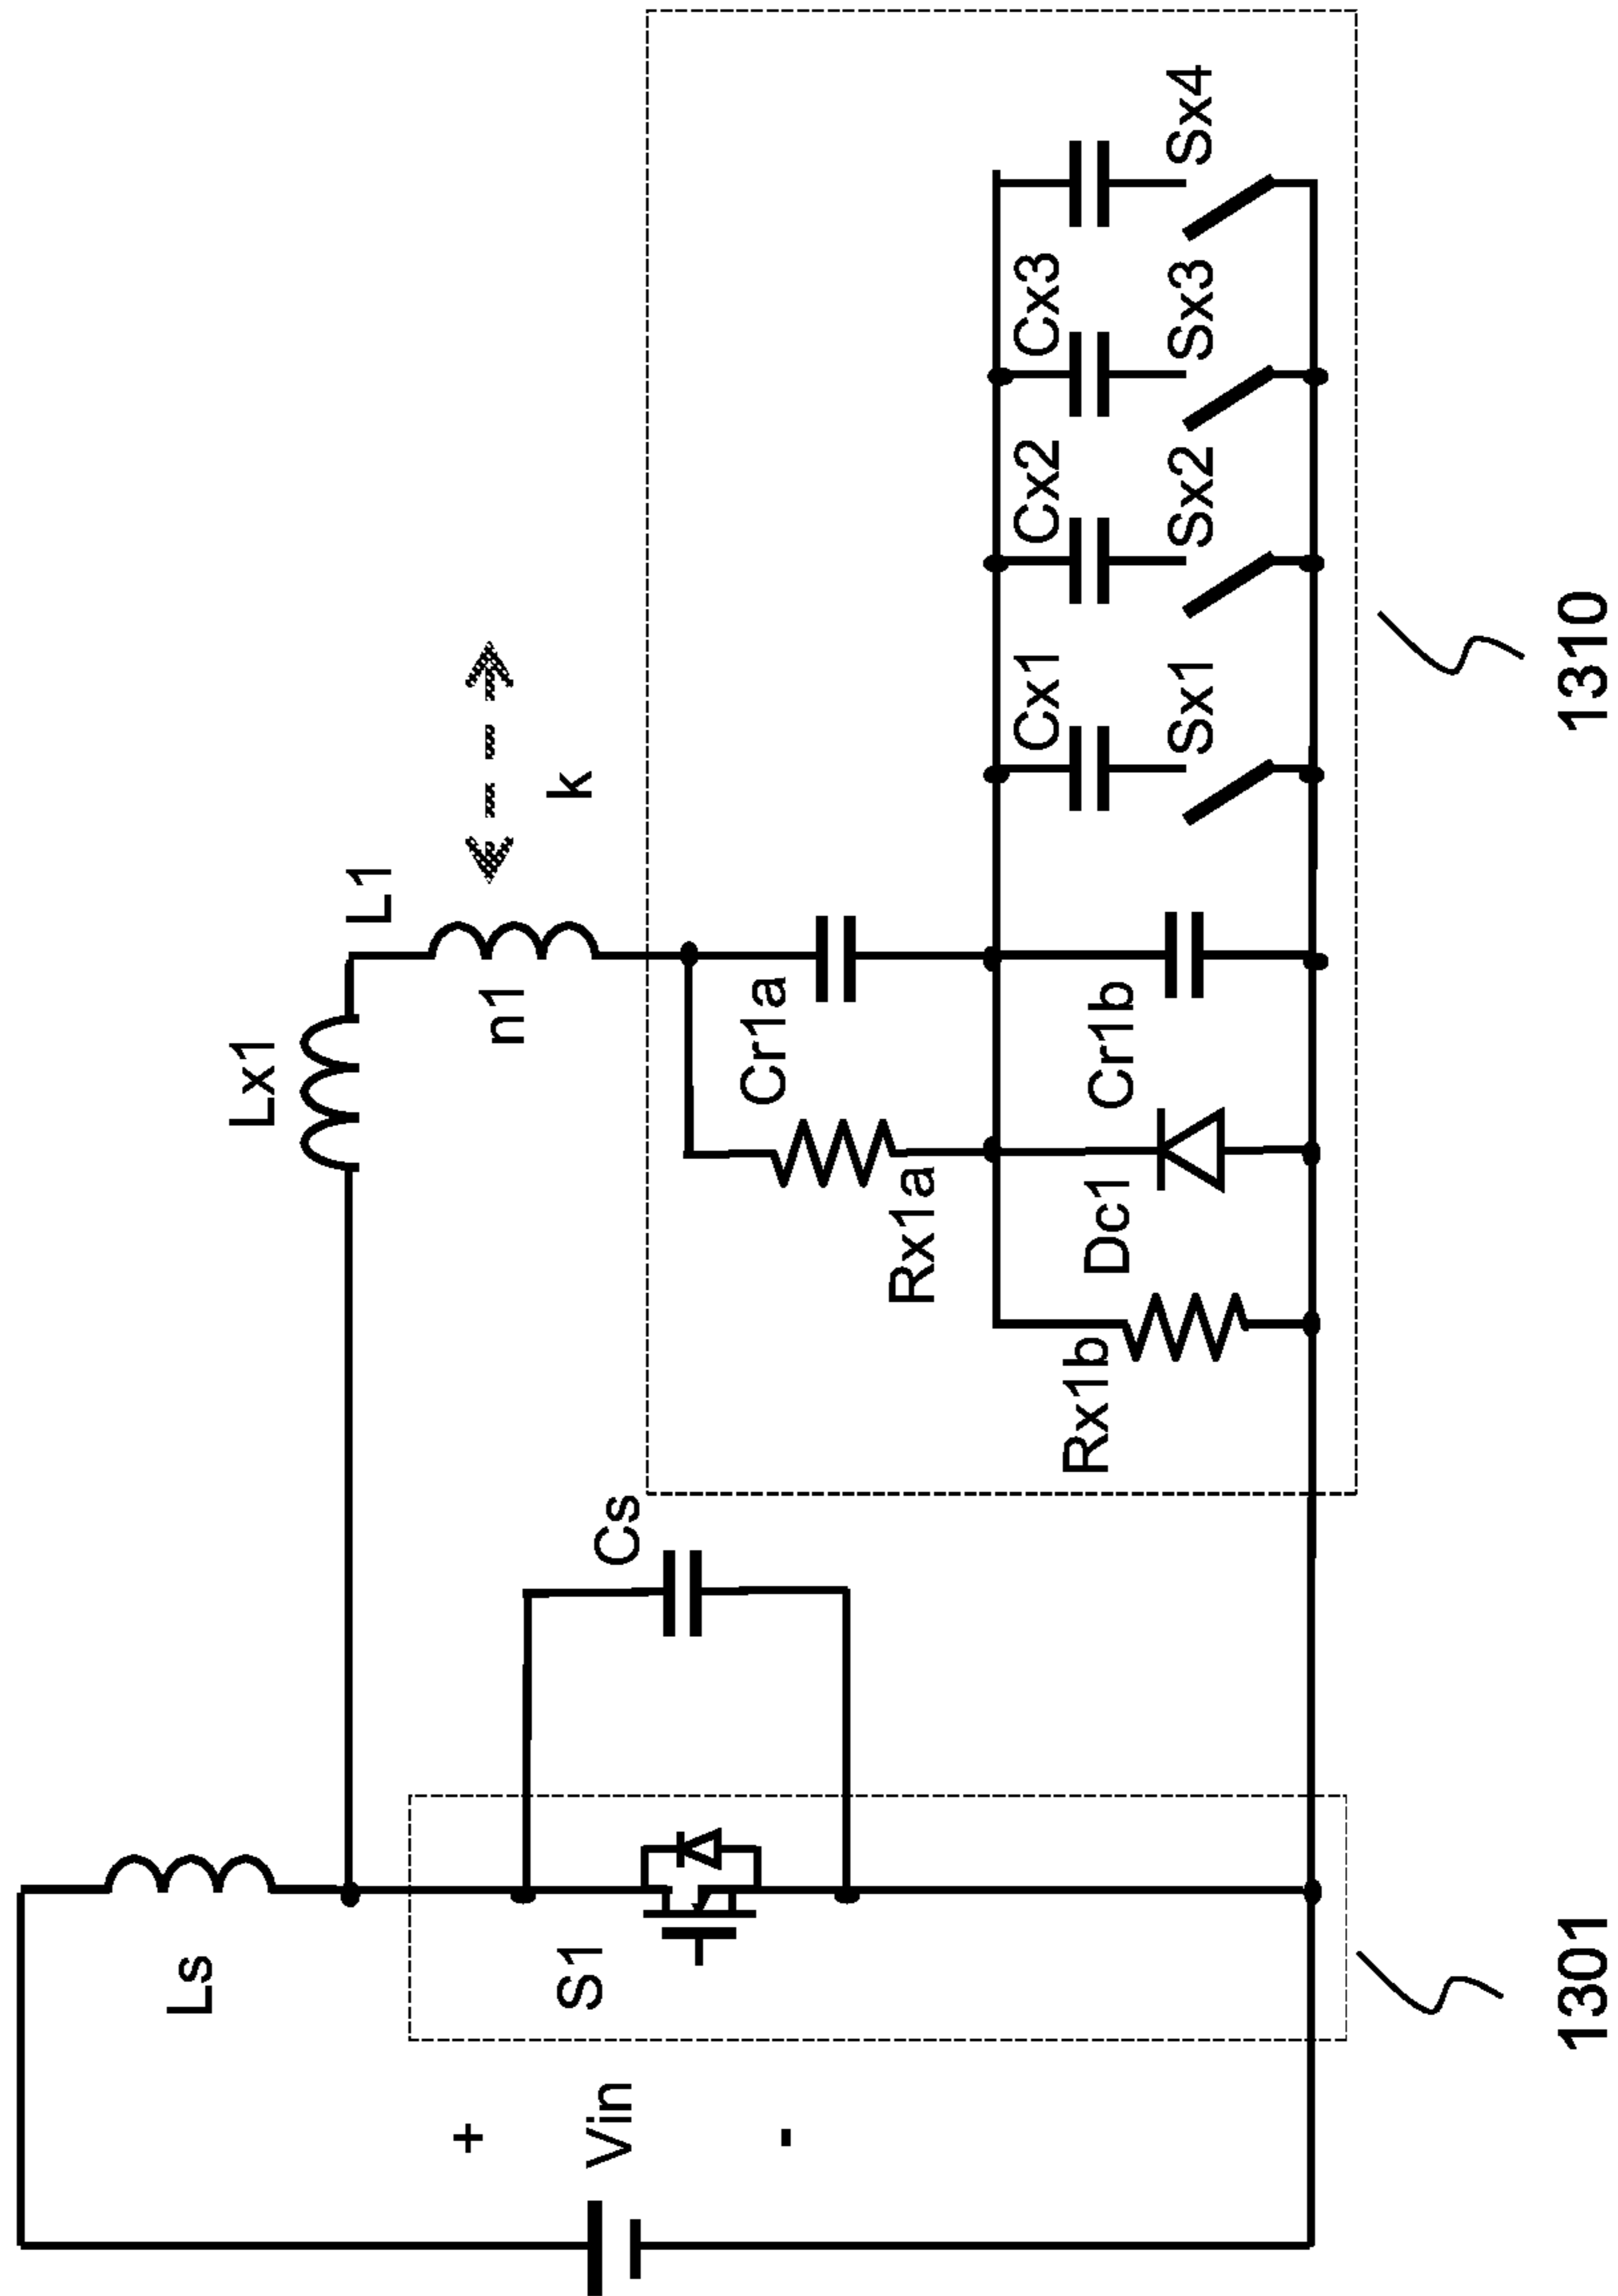 Ls
Lx1
L1
n1
k
+
Vin
-
S1
Cs
Cr1a
Rx1a
Cx1
Cx2
Cx3
Rx1b
Dc1
Cr1b
Sx1
Sx2
Sx3
Sx4
1301
1310